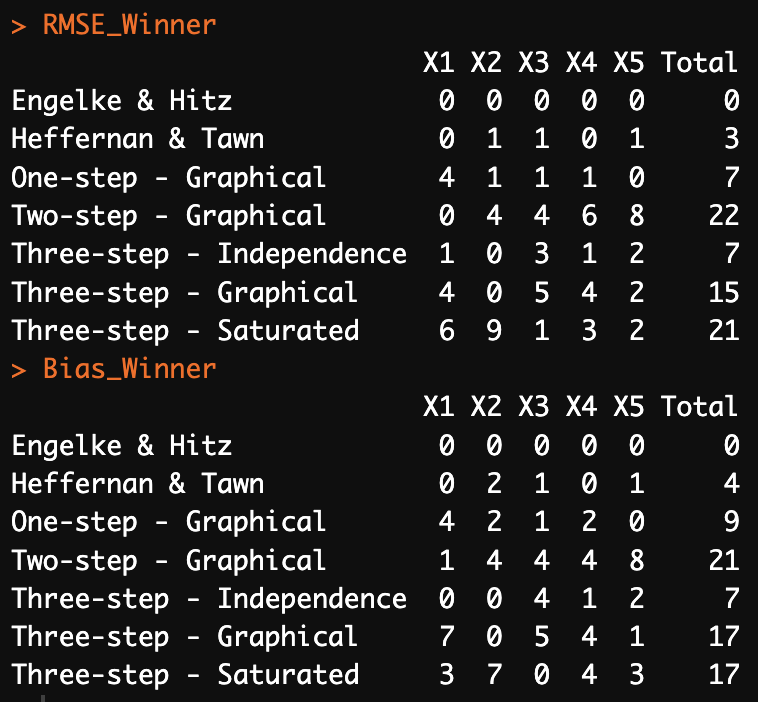 > RMSE_Winner
X1 X2 X3 X4 X5 Total
Engelke & Hitz 0 0 0 0 0 0
Heffernan & Tawn 0 1 1 0 1 3
One-step - Graphical 4 1 1 1 0 7
Two-step - Graphical 0 4 4 6 8 22
Three-step - Independence 1 0 3 1 2 7
Three-step - Graphical 4 0 5 4 2 15
Three-step - Saturated 6 9 1 3 2 21
> Bias_Winner
X1 X2 X3 X4 X5 Total
Engelke & Hitz 0 0 0 0 0 0
Heffernan & Tawn 0 2 1 0 1 4
One-step - Graphical 4 2 1 2 0 9
Two-step - Graphical 1 4 4 4 8 21
Three-step - Independence 0 0 4 1 2 7
Three-step - Graphical 7 0 5 4 1 17
Three-step - Saturated 3 7 0 4 3 17